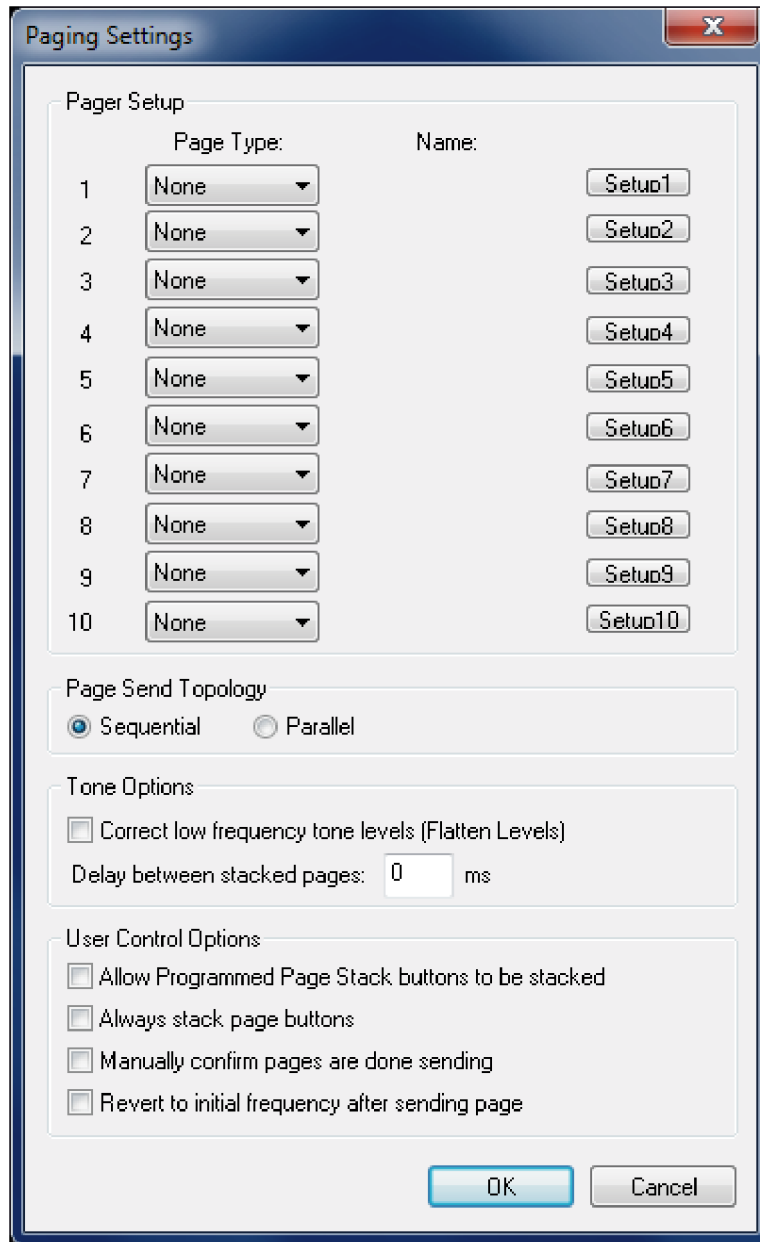 Paging Settings
Pager Setup
Page Type: Name:
1 None Setup1
2 None Setup2
3 None Setup3
4 None Setup4
5 None Setup5
6 None Setup6
7 None Setup7
8 None Setup8
9 None Setup9
10 None Setup10
Page Send Topology
Sequential Parallel
Tone Options
Correct low frequency tone levels (Flatten Levels)
Delay between stacked pages: 0 ms
User Control Options
Allow Programmed Page Stack buttons to be stacked
Always stack page buttons
Manually confirm pages are done sending
Revert to initial frequency after sending page
OK Cancel